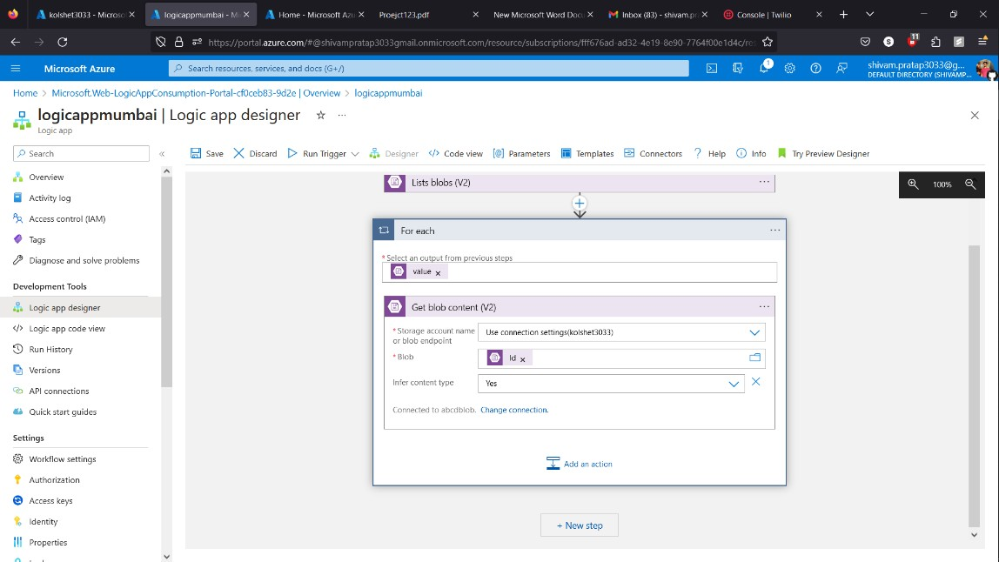 kolshet3033 - Microso
logicappmumbai - Mi
Home - Microsoft Az
Proejct123.pdf
New Microsoft Word Docu
Inbox (83) - shivam.pr
Console | Twilio
https://portal.azure.com/#@shivampratap3033gmail.onmicrosoft.com/resource/subscriptions/fff676ad-ad32-4e19-8e90-7764f00e1d4c/res
S
11
Microsoft Azure
Search resources, services, and docs (G+/)
1
shivam.pratap3033@g...
DEFAULT DIRECTORY (SHIVAMP...
Home > Microsoft.Web-LogicAppConsumption-Portal-cf0ceb83-9d2e | Overview > logicappmumbai
logicappmumbai | Logic app designer
Logic app
Search
Save Discard Run Trigger Designer Code view Parameters Templates Connectors Help Info Try Preview Designer
Overview
Activity log
Access control (IAM)
Tags
Diagnose and solve problems
Development Tools
Logic app designer
Logic app code view
Run History
Versions
API connections
Quick start guides
Settings
Workflow settings
Authorization
Access keys
Identity
Properties
100%
Lists blobs (V2)
For each
* Select an output from previous steps
value x
Get blob content (V2)
* Storage account name
or blob endpoint
Use connection settings(kolshet3033)
* Blob
Id x
Infer content type
Yes
Connected to abcdblob. Change connection.
Add an action
+ New step